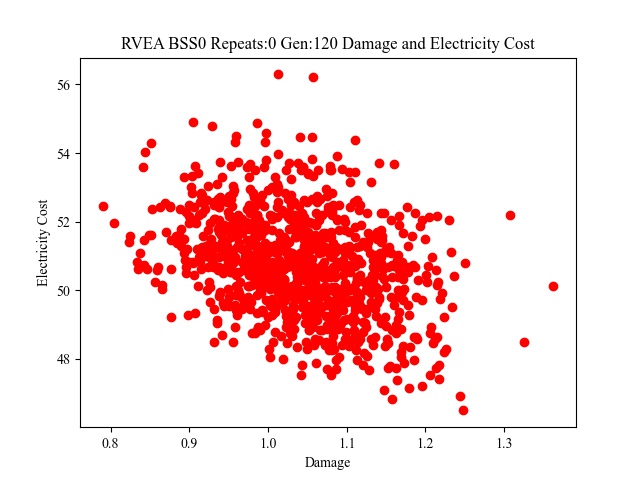 RVEA BSS0 Repeats:0 Gen:120 Damage and Electricity Cost
56
54
52
50
48
Electricity Cost
0.8 0.9 1.0 1.1 1.2 1.3
Damage